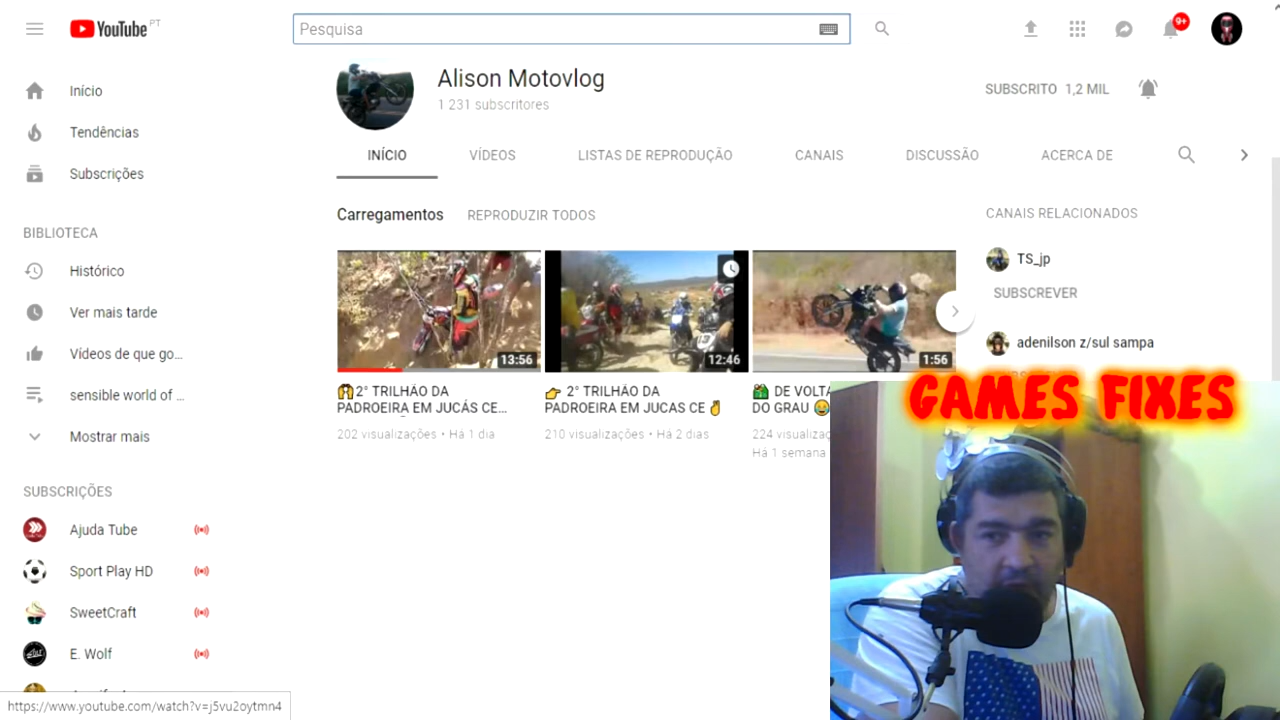 YouTube PT
Pesquisa
9+
Início
Tendências
Subscrições
BIBLIOTECA
Histórico
Ver mais tarde
Vídeos de que go...
sensible world of ...
Mostrar mais
SUBSCRIÇÕES
Ajuda Tube
Sport Play HD
SweetCraft
E. Wolf
https://www.youtube.com/watch?v=j5vu2oytmn4
Alison Motovlog
1 231 subscritores
SUBSCRITO 1,2 MIL
INÍCIO
VÍDEOS
LISTAS DE REPRODUÇÃO
CANAIS
DISCUSSÃO
ACERCA DE
Carregamentos
REPRODUZIR TODOS
13:56
2° TRILHÃO DA
PADROEIRA EM JUCÁS CE...
202 visualizações • Há 1 dia
12:46
2° TRILHÃO DA
PADROEIRA EM JUCAS CE
210 visualizações • Há 2 dias
1:56
DE VOLTA
DO GRAU
224 visualizaç
Há 1 semana
CANAIS RELACIONADOS
TS_jp
SUBSCREVER
adenilson z/sul sampa
GAMES FIXES